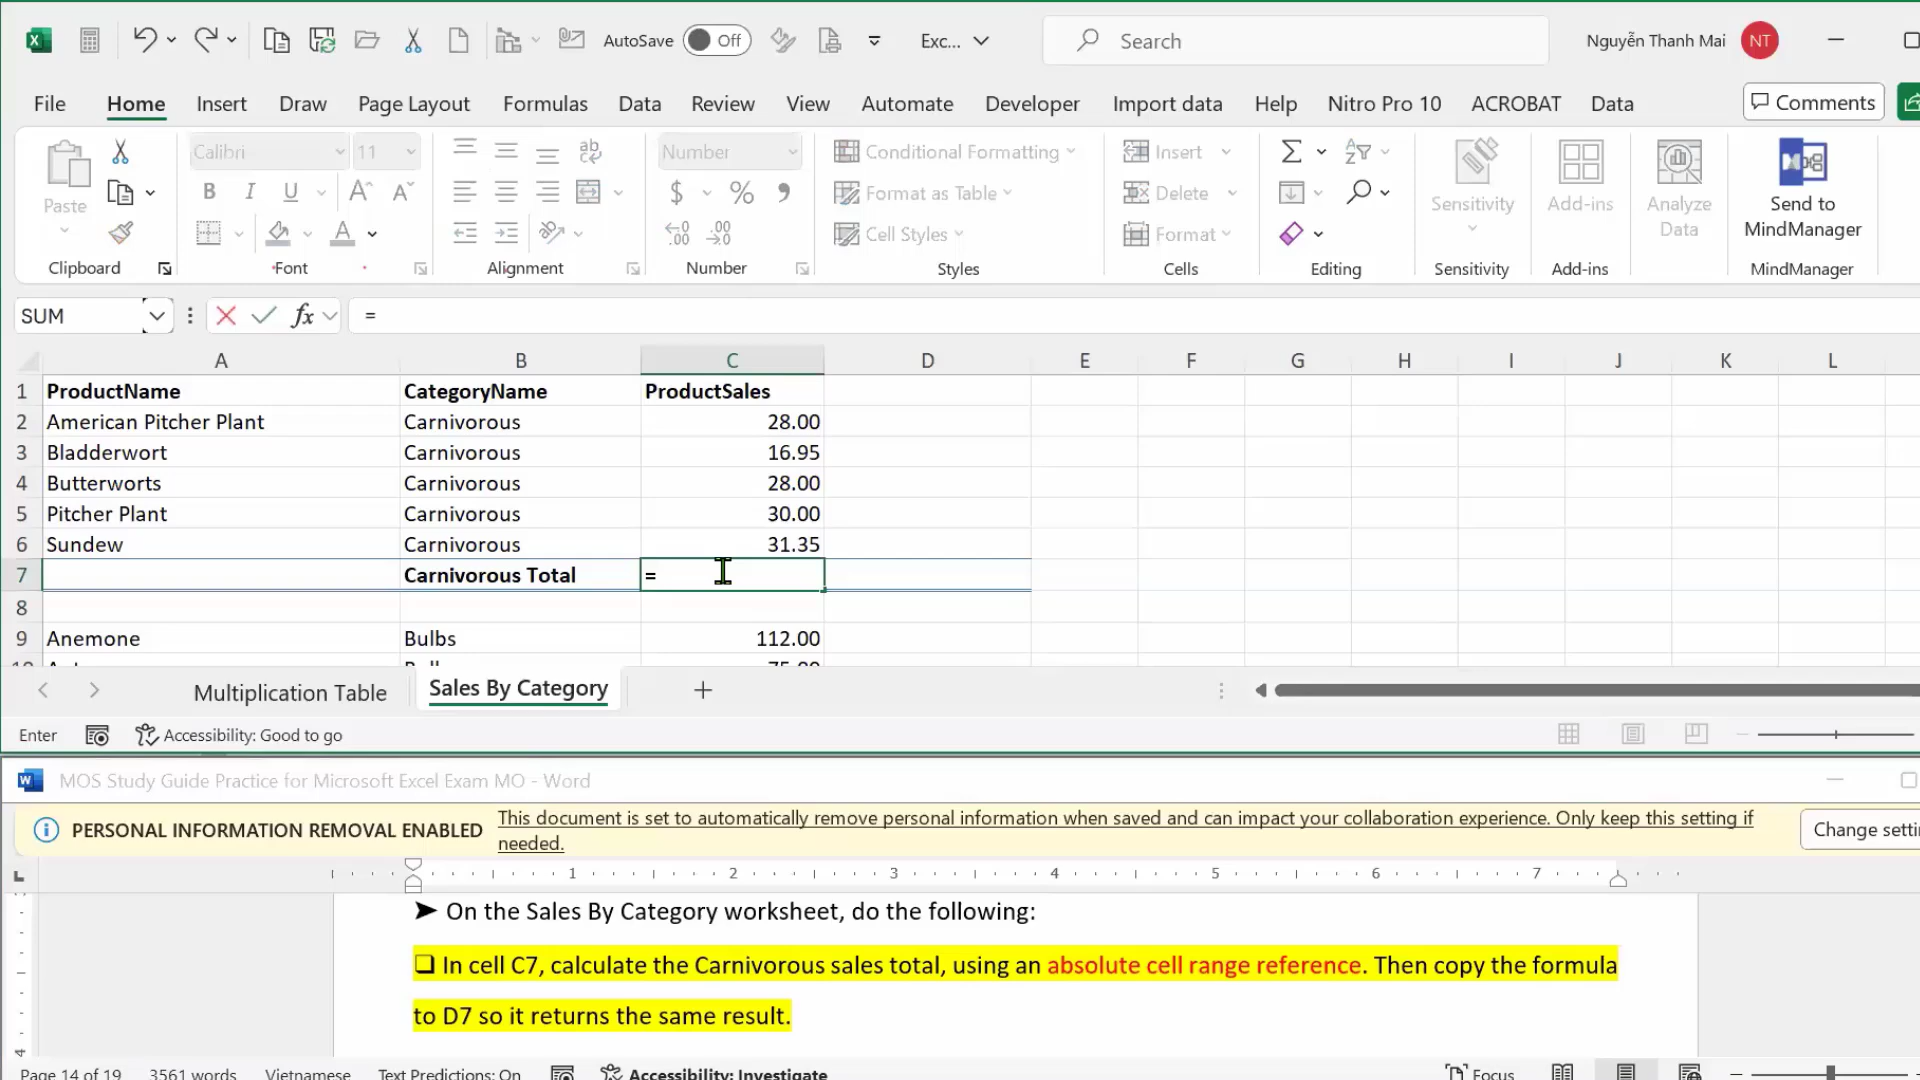 AutoSave Off Exc... Search Nguyễn Thanh Mai NT
File Home Insert Draw Page Layout Formulas Data Review View Automate Developer Import data Help Nitro Pro 10 ACROBAT Data Comments
Calibri 11 ab Number Conditional Formatting Insert
Paste B I U A A $ % Format as Table Delete Sensitivity Add-ins Analyze Data Send to MindManager
A Cell Styles Format
Clipboard Font Alignment Number Styles Cells Editing Sensitivity Add-ins MindManager
SUM fx =
A B C D E F G H I J K L
1 ProductName CategoryName ProductSales
2 American Pitcher Plant Carnivorous 28.00
3 Bladderwort Carnivorous 16.95
4 Butterworts Carnivorous 28.00
5 Pitcher Plant Carnivorous 30.00
6 Sundew Carnivorous 31.35
7 Carnivorous Total =
8
9 Anemone Bulbs 112.00
Multiplication Table Sales By Category
Enter Accessibility: Good to go
MOS Study Guide Practice for Microsoft Excel Exam MO - Word
PERSONAL INFORMATION REMOVAL ENABLED This document is set to automatically remove personal information when saved and can impact your collaboration experience. Only keep this setting if
needed. Change setti
1 2 3 4 5 6 7
➤ On the Sales By Category worksheet, do the following:
❑ In cell C7, calculate the Carnivorous sales total, using an absolute cell range reference. Then copy the formula
to D7 so it returns the same result.
Page 14 of 19 3561 words Vietnamese Text Predictions: On Accessibility: Investigate Focus